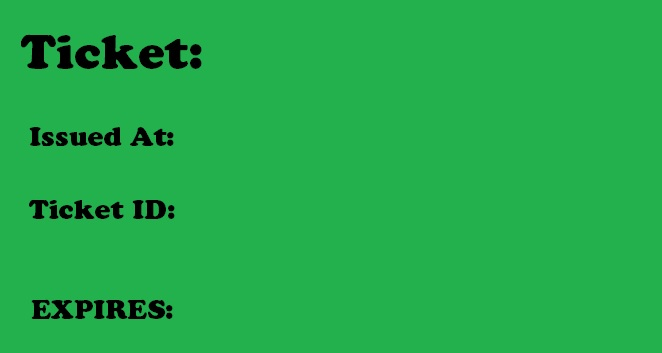 Ticket:
Issued At:
Ticket ID:
EXPIRES: